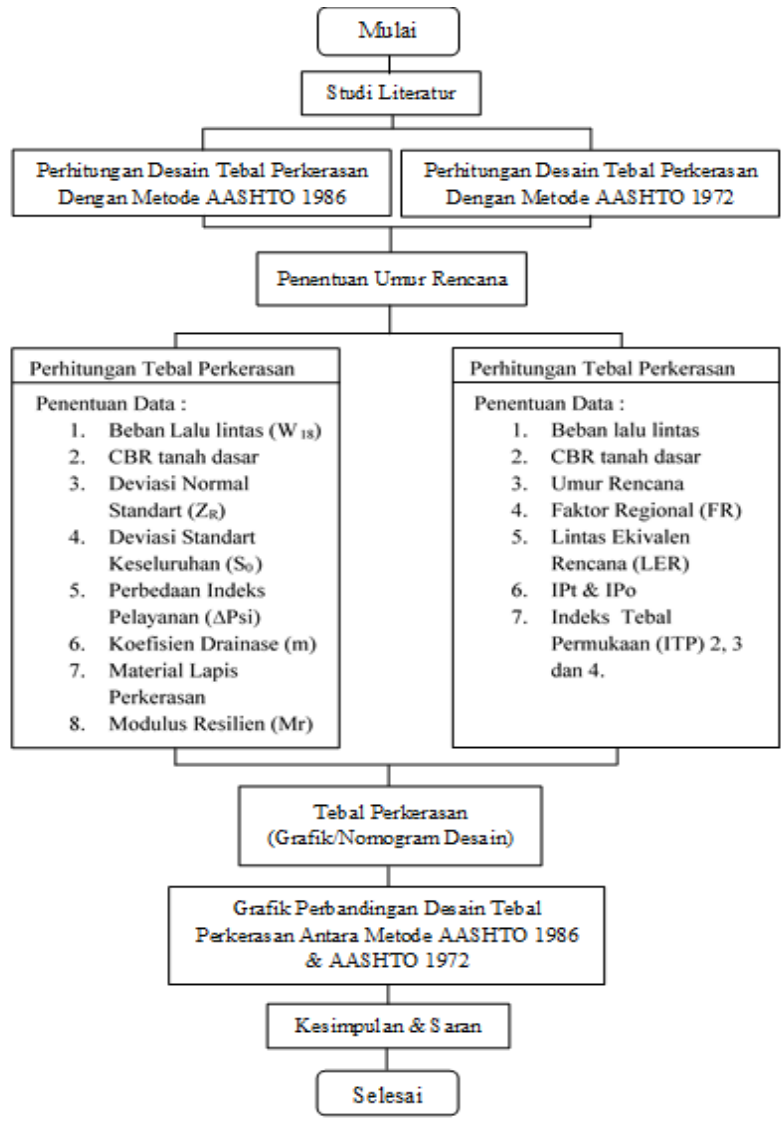 Mulai
Studi Literatur
Perhitungan Desain Tebal Perkerasan
Dengan Metode AASHTO 1986
Perhitungan Desain Tebal Perkerasan
Dengan Metode AASHTO 1972
Penentuan Umur Rencana
Perhitungan Tebal Perkerasan
Penentuan Data :
1. Beban Lalu lintas (W₁₈)
2. CBR tanah dasar
3. Deviasi Normal
Standart (Z_R)
4. Deviasi Standart
Keseluruhan (S₀)
5. Perbedaan Indeks
Pelayanan (ΔPsi)
6. Koefisien Drainase (m)
7. Material Lapis
Perkerasan
8. Modulus Resilien (Mr)
Perhitungan Tebal Perkerasan
Penentuan Data :
1. Beban lalu lintas
2. CBR tanah dasar
3. Umur Rencana
4. Faktor Regional (FR)
5. Lintas Ekivalen
Rencana (LER)
6. IPt & IPo
7. Indeks Tebal
Permukaan (ITP) 2, 3
dan 4.
Tebal Perkerasan
(Grafik/Nomogram Desain)
Grafik Perbandingan Desain Tebal
Perkerasan Antara Metode AASHTO 1986
& AASHTO 1972
Kesimpulan & Saran
Selesai